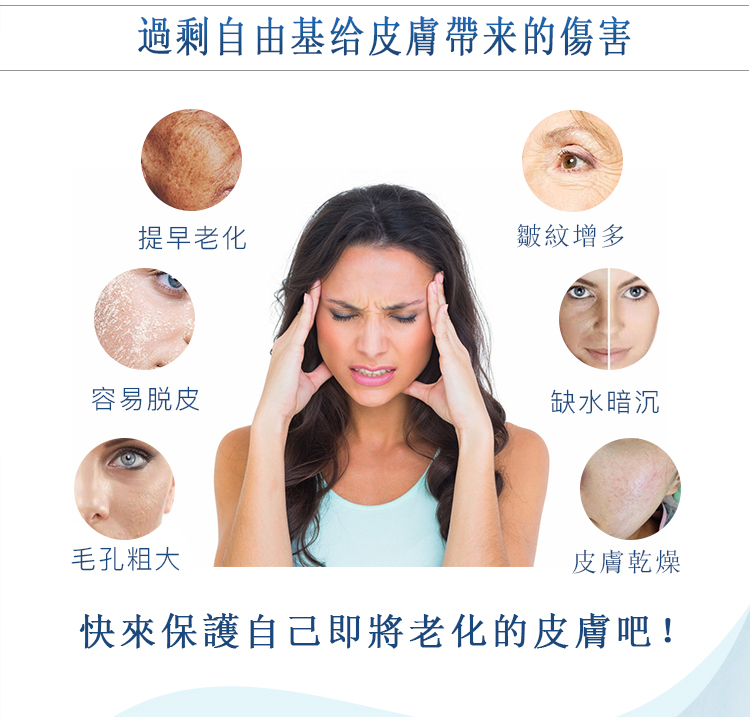 過剩自由基给皮膚帶来的傷害
提早老化
皺紋增多
容易脱皮
缺水暗沉
毛孔粗大
皮膚乾燥
快來保護自己即將老化的皮膚吧！